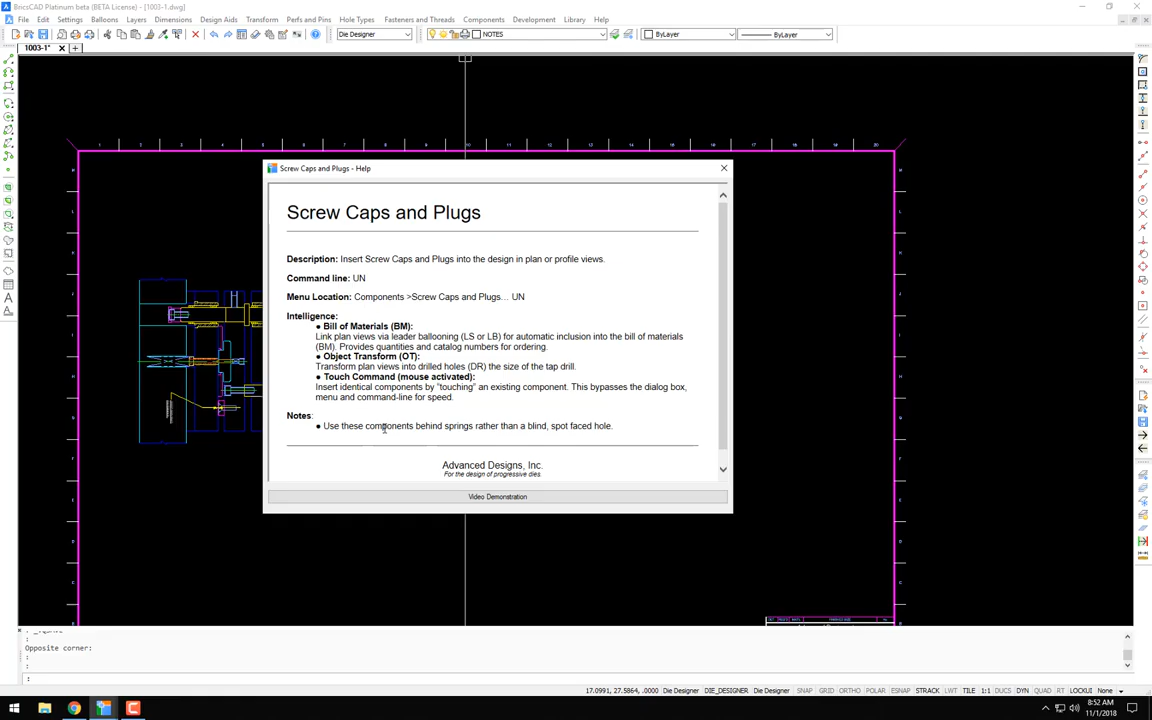 BricsCAD Platinum beta (BETA License) - [1003-1.dwg]
File Edit Settings Balloons Layers Dimensions Design Aids Transform Perfs and Pins Hole Types Fasteners and Threads Components Development Library Help
Die Designer NOTES ByLayer ByLayer
1003-1*
Screw Caps and Plugs - Help
Screw Caps and Plugs
Description: Insert Screw Caps and Plugs into the design in plan or profile views.
Command line: UN
Menu Location: Components >Screw Caps and Plugs... UN
Intelligence:
● Bill of Materials (BM):
Link plan views via leader ballooning (LS or LB) for automatic inclusion into the bill of materials
(BM). Provides quantities and catalog numbers for ordering.
● Object Transform (OT):
Transform plan views into drilled holes (DR) the size of the tap drill.
● Touch Command (mouse activated):
Insert identical components by "touching" an existing component. This bypasses the dialog box,
menu and command-line for speed.
Notes:
● Use these components behind springs rather than a blind, spot faced hole.
Advanced Designs, Inc.
For the design of progressive dies.
Video Demonstration
Opposite corner:
:
:
:
17.0991, 27.5864, .0000 Die Designer DIE_DESIGNER Die Designer SNAP GRID ORTHO POLAR ESNAP STRACK LWT TILE 1:1 DUCS DYN QUAD RT LOCKUI None
8:52 AM
11/1/2018